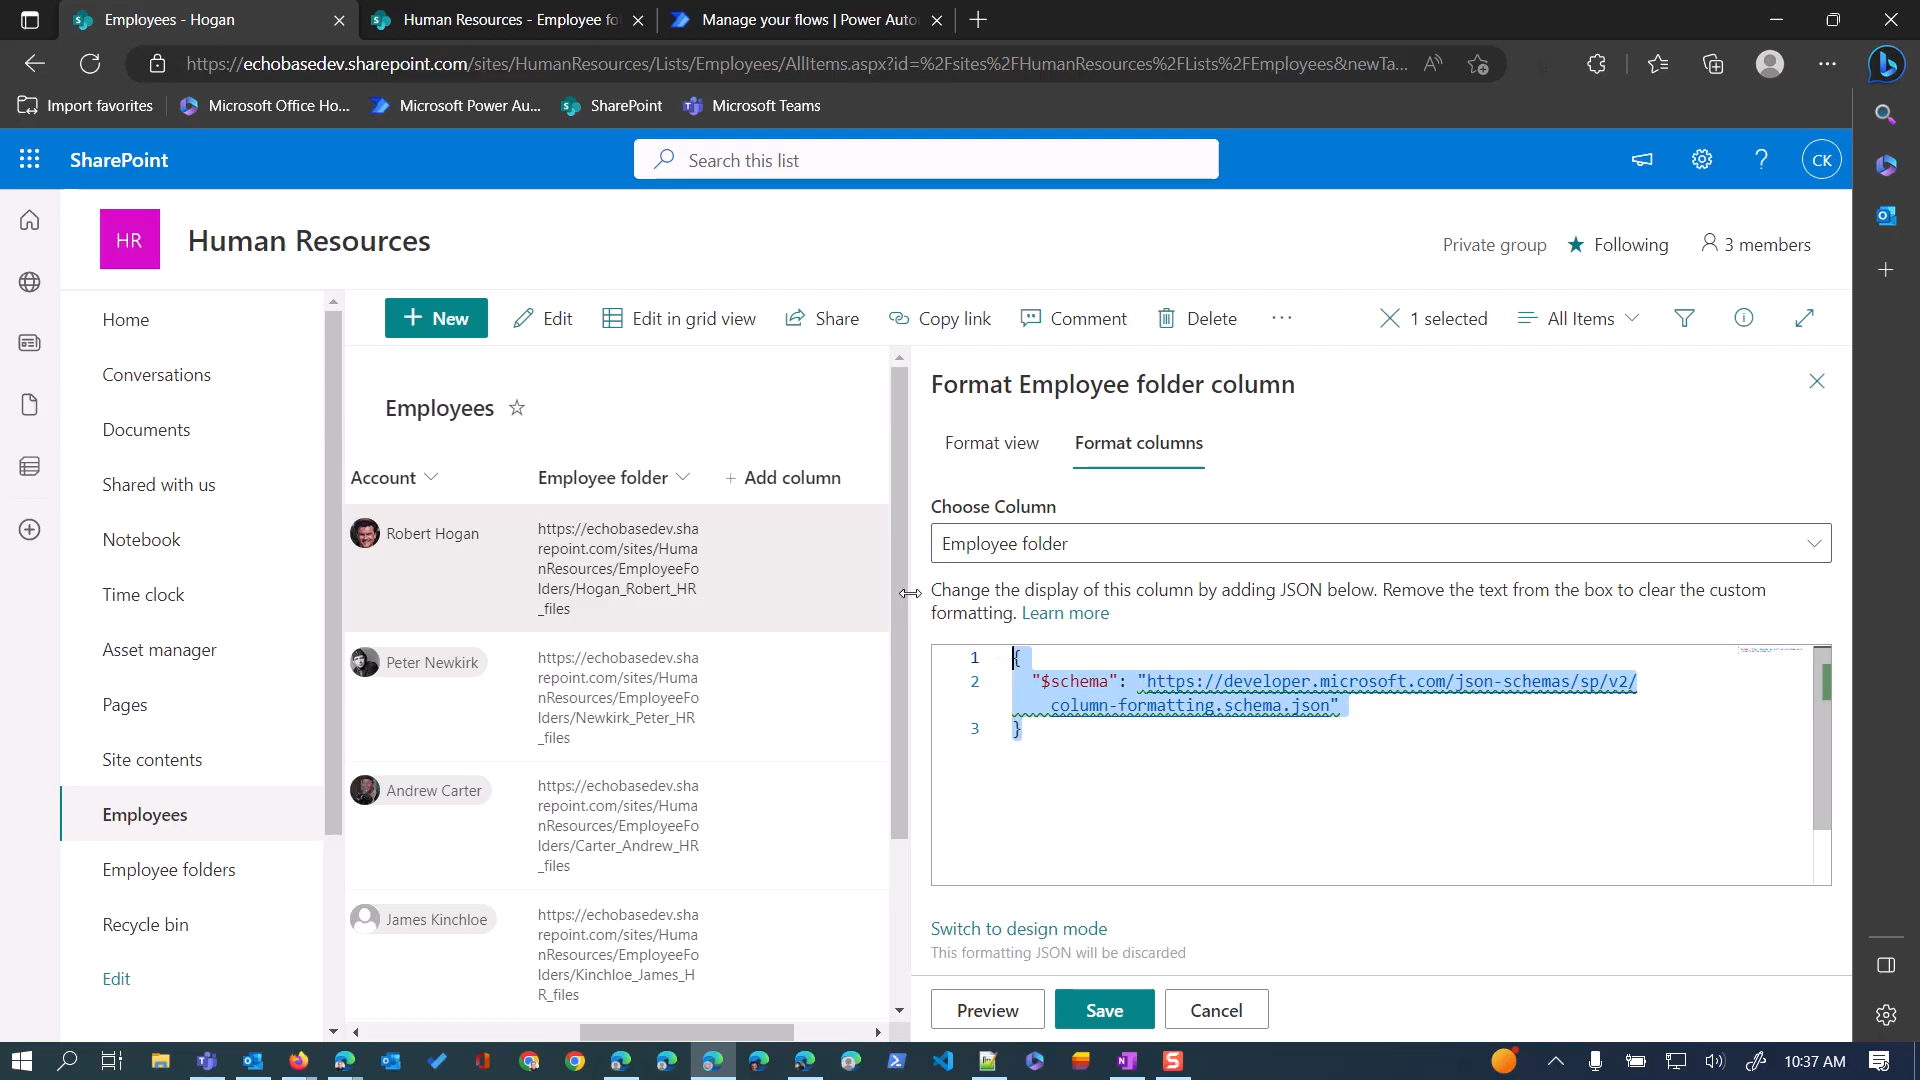 Employees - Hogan
Human Resources - Employee fo
Manage your flows | Power Auto
https://echobasedev.sharepoint.com/sites/HumanResources/Lists/Employees/AllItems.aspx?id=%2Fsites%2FHumanResources%2FLists%2FEmployees&newTa...
Import favorites
Microsoft Office Ho...
Microsoft Power Au...
SharePoint
Microsoft Teams
SharePoint
Search this list
CK
HR
Human Resources
Private group
Following
3 members
Home
Conversations
Documents
Shared with us
Notebook
Time clock
Asset manager
Pages
Site contents
Employees
Employee folders
Recycle bin
Edit
New
Edit
Edit in grid view
Share
Copy link
Comment
Delete
1 selected
All Items
Employees
Account
Employee folder
Add column
Robert Hogan
https://echobasedev.sha
repoint.com/sites/Huma
nResources/EmployeeFo
lders/Hogan_Robert_HR
_files
Peter Newkirk
https://echobasedev.sha
repoint.com/sites/Huma
nResources/EmployeeFo
lders/Newkirk_Peter_HR
_files
Andrew Carter
https://echobasedev.sha
repoint.com/sites/Huma
nResources/EmployeeFo
lders/Carter_Andrew_HR
_files
James Kinchloe
https://echobasedev.sha
repoint.com/sites/Huma
nResources/EmployeeFo
lders/Kinchloe_James_H
R_files
Format Employee folder column
Format view
Format columns
Choose Column
Employee folder
Change the display of this column by adding JSON below. Remove the text from the box to clear the custom
formatting. Learn more
1 {
2 "$schema": "https://developer.microsoft.com/json-schemas/sp/v2/
column-formatting.schema.json"
3 }
Switch to design mode
This formatting JSON will be discarded
Preview
Save
Cancel
10:37 AM